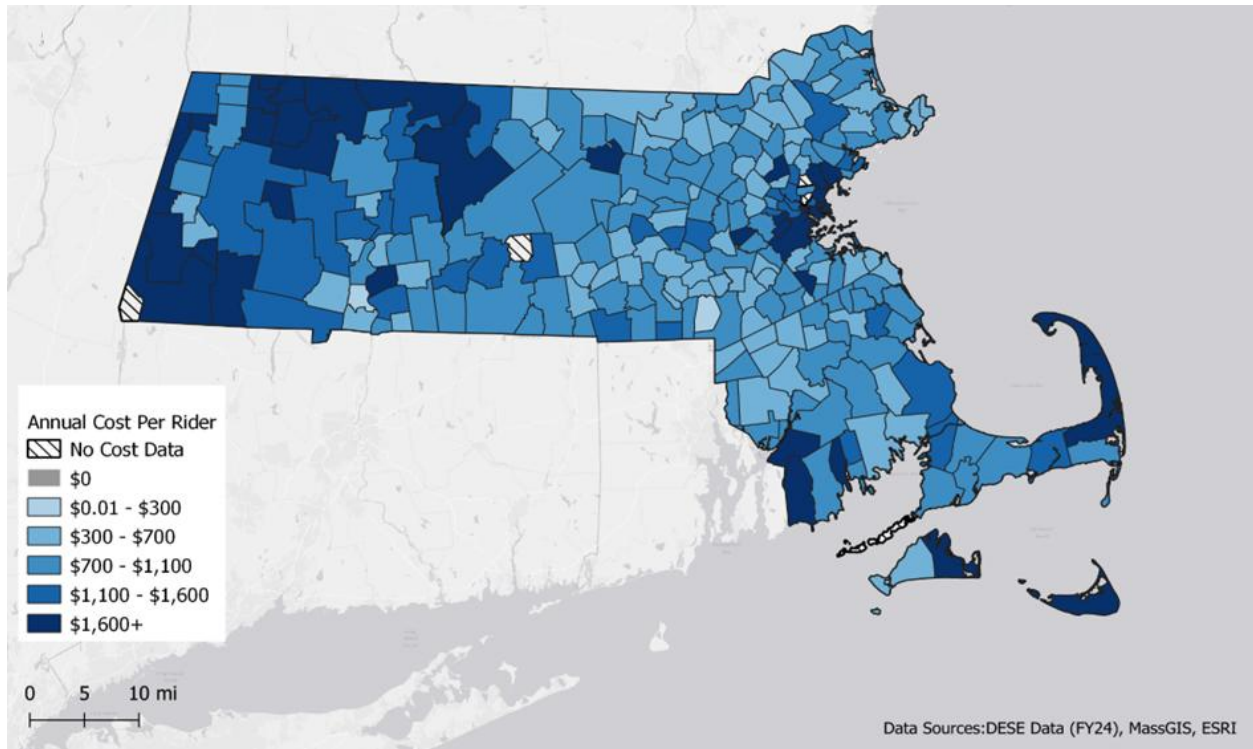 Annual Cost Per Rider
No Cost Data
$0
$0.01 - $300
$300 - $700
$700 - $1,100
$1,100 - $1,600
$1,600+
0 5 10 mi
Data Sources:DESE Data (FY24), MassGIS, ESRI